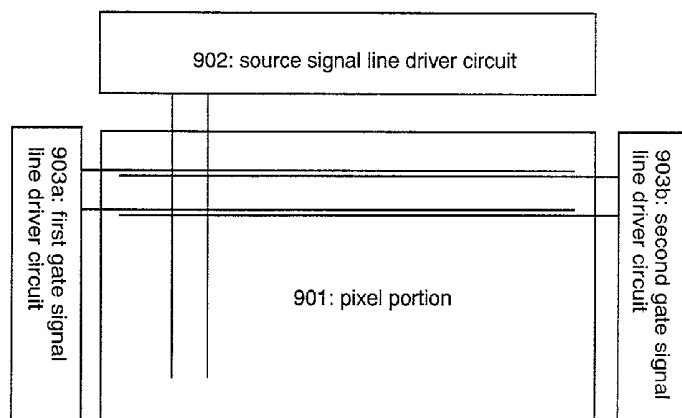 902: source signal line driver circuit
903a: first gate signal
line driver circuit
903b: second gate signal
line driver circuit
901: pixel portion